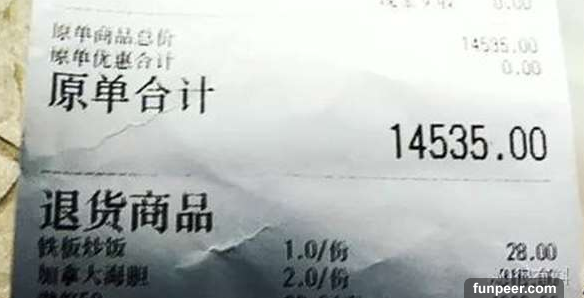 0.00
原单商品总价 14535.00
原单优惠合计 0.00
原单合计
14535.00
退货商品
铁板炒饭 1.0/份 28.00
加拿大海胆 2.0/份
funpeer.com